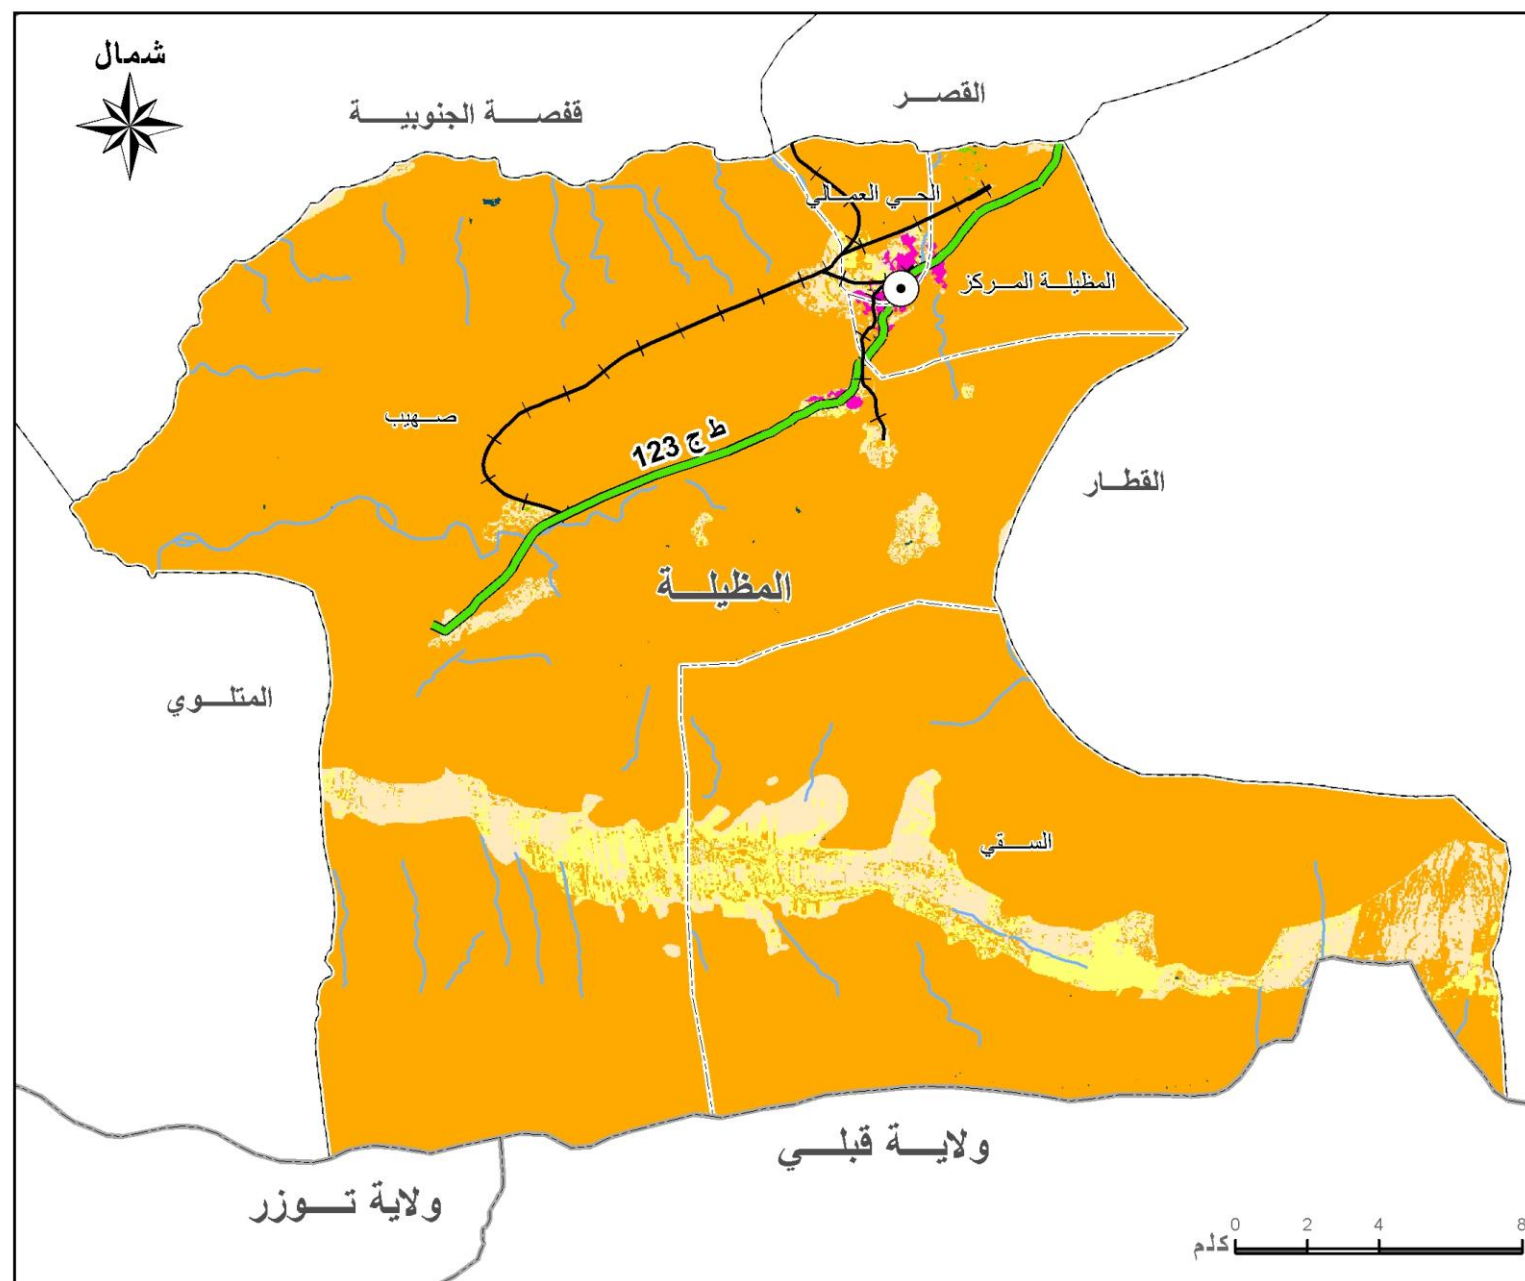 شمال
القصر
قفصة الجنوبية
الحي العمالي
المظيلة المركز
صهيب
ط ج 123
القطار
المظيلة
المتلوي
السقي
ولاية قبلي
ولاية توزر
0 2 4 8
كلم